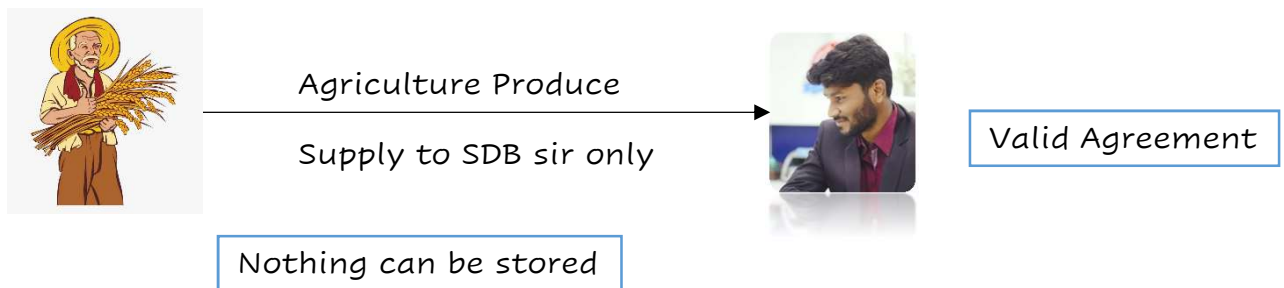 Agriculture Produce
Supply to SDB sir only
Valid Agreement
Nothing can be stored